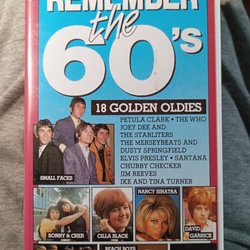 REMEMBER
the
60's
18 GOLDEN OLDIES
PETULA CLARK • THE WHO
JOEY DEE AND
THE STARLITERS
THE MERSEYBEATS AND
DUSTY SPRINGFIELD
ELVIS PRESLEY • SANTANA
CHUBBY CHECKER
JIM REEVES
IKE AND TINA TURNER
SMALL FACES
SONNY & CHER
CILLA BLACK
NANCY SINATRA
DAVID
GARRICK
BEACH BOYS